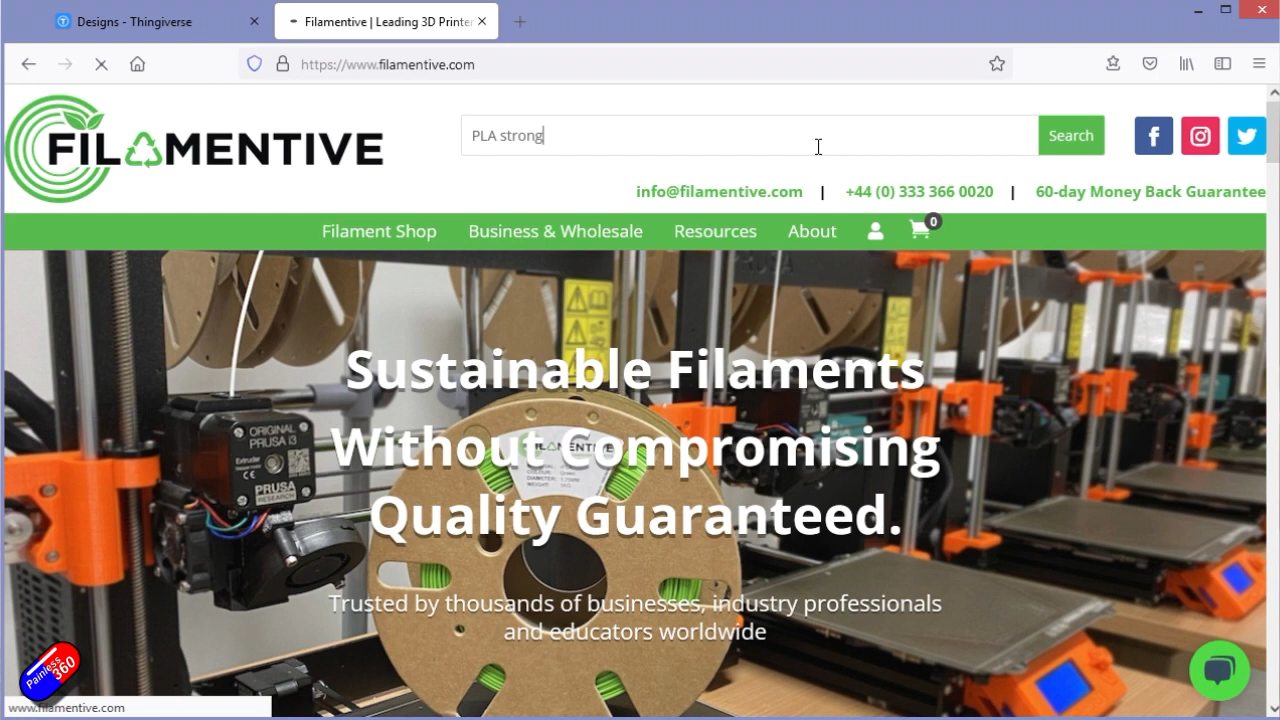 Designs - Thingiverse
Filamentive | Leading 3D Printer
https://www.filamentive.com
FILAMENTIVE
PLA strong
Search
info@filamentive.com | +44 (0) 333 366 0020 | 60-day Money Back Guarantee
Filament Shop Business & Wholesale Resources About 0
Sustainable Filaments
Without Compromising
Quality Guaranteed.
Trusted by thousands of businesses, industry professionals
and educators worldwide
ORIGINAL
PRUSA i3
Extruder
PRUSA
RESEARCH
FILAMENTIVE
Painless
360
www.filamentive.com